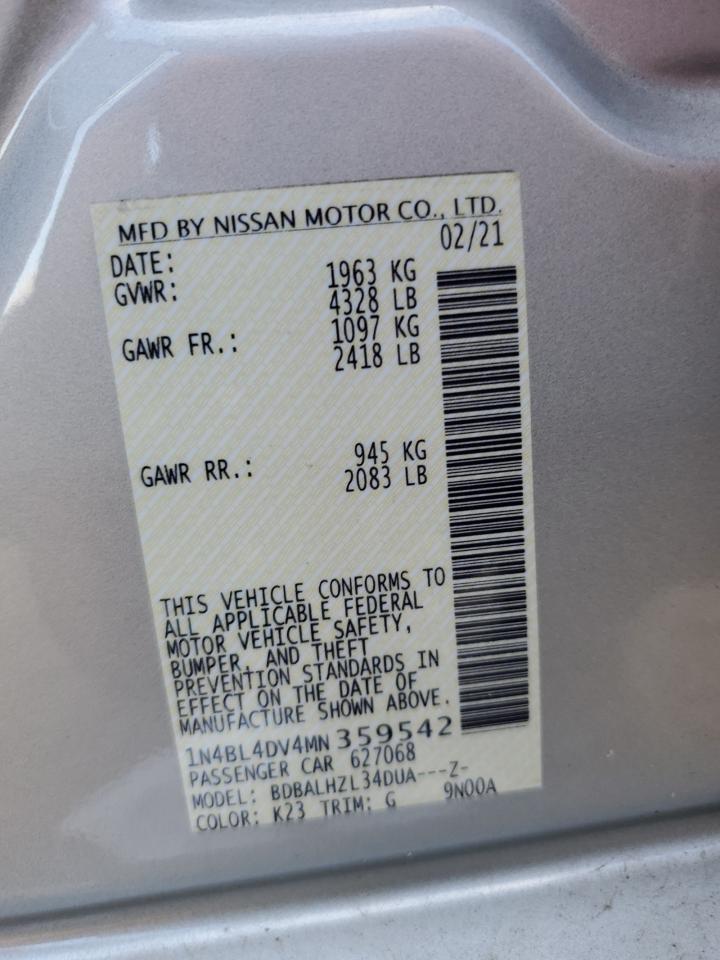 MFD BY NISSAN MOTOR CO., LTD.
DATE: 02/21
GVWR: 1963 KG
4328 LB
GAWR FR.: 1097 KG
2418 LB
GAWR RR.: 945 KG
2083 LB
THIS VEHICLE CONFORMS TO
ALL APPLICABLE FEDERAL
MOTOR VEHICLE SAFETY,
BUMPER, AND THEFT
PREVENTION STANDARDS IN
EFFECT ON THE DATE OF
MANUFACTURE SHOWN ABOVE.
1N4BL4DV4MN359542
PASSENGER CAR 627068
MODEL: BDBALHZL34DUA---Z-
COLOR: K23 TRIM: G 9N00A